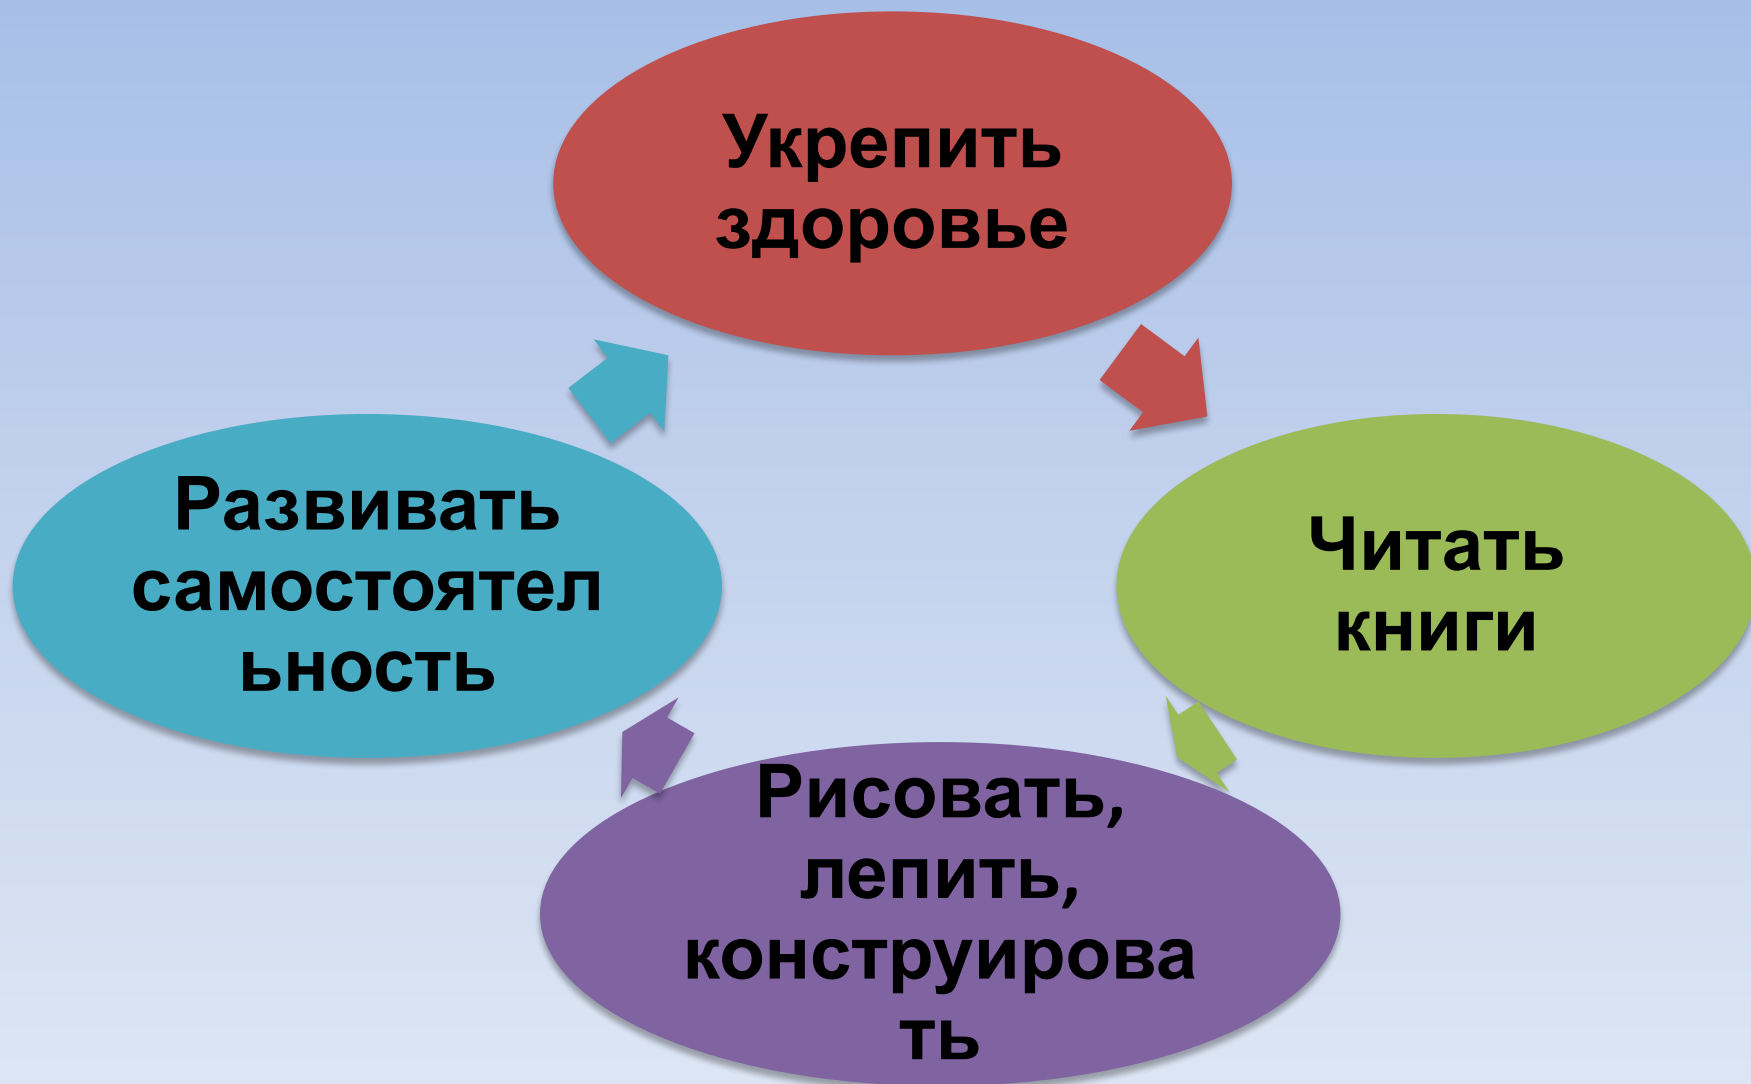 Укрепить
здоровье
Читать
книги
Рисовать,
лепить,
конструирова
ть
Развивать
самостоятел
ьность